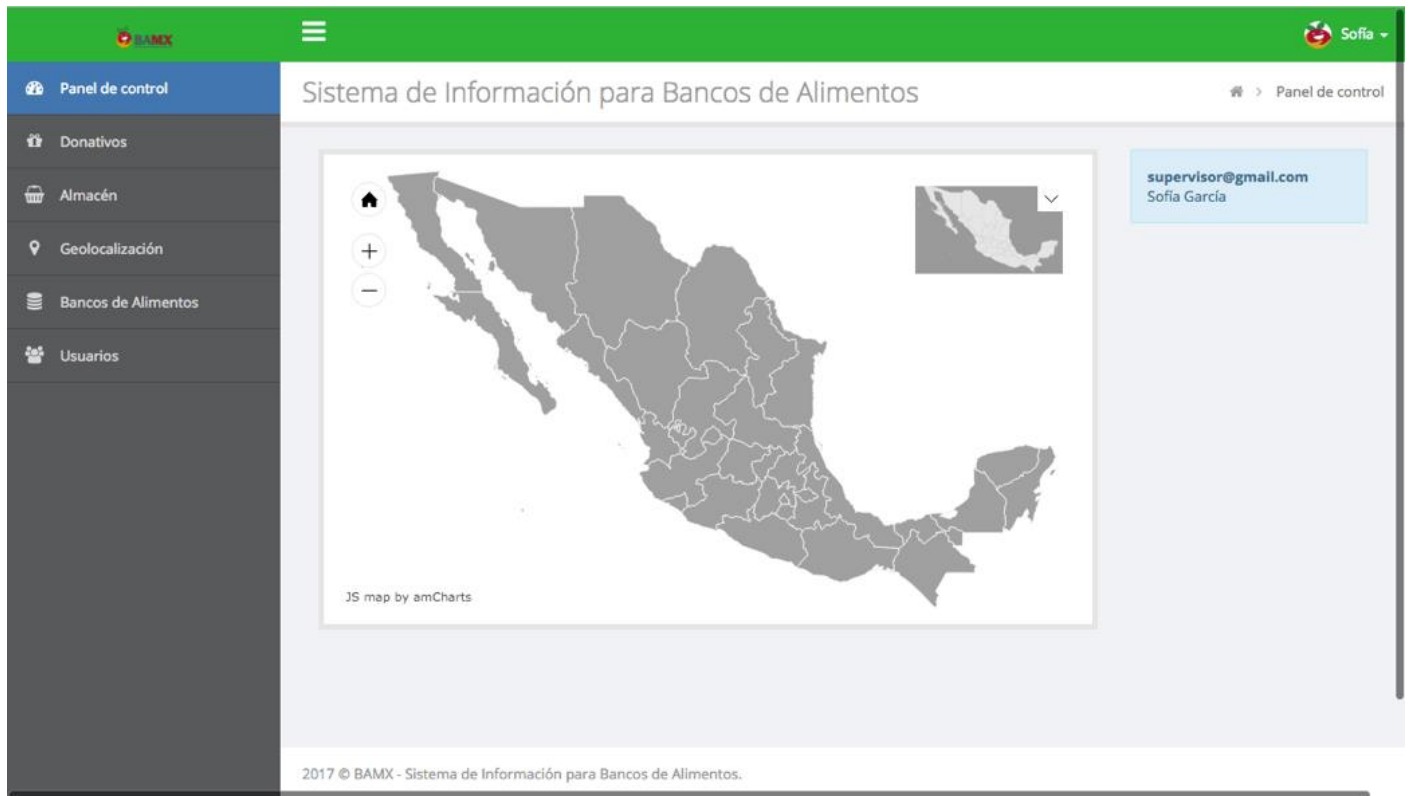 BAMX
Sofía
Panel de control
Sistema de Información para Bancos de Alimentos
> Panel de control
Donativos
Almacén
Geolocalización
Bancos de Alimentos
Usuarios
supervisor@gmail.com
Sofía García
JS map by amCharts
2017 © BAMX - Sistema de Información para Bancos de Alimentos.